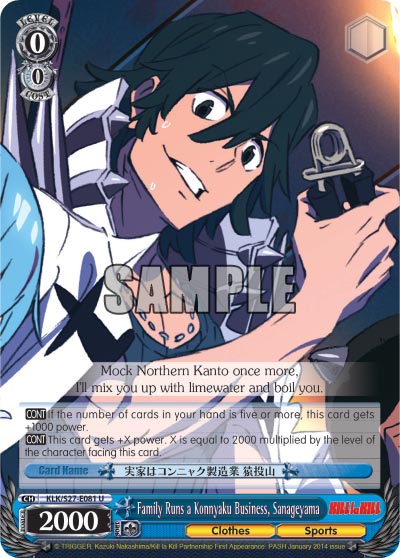 LEVEL
0
0
COST
SAMPLE
Mock Northern Kanto once more,
I'll mix you up with limewater and boil you.
CONT If the number of cards in your hand is five or more, this card gets
+1000 power.
CONT This card gets +X power. X is equal to 2000 multiplied by the level of
the character facing this card.
Card Name 実家はコンニャク製造業 猿投山
CH KLK/S27-E081 U
Family Runs a Konnyaku Business, Sanageyama
KILL la KILL
POWER 2000 SOUL
Clothes Sports
© TRIGGER, Kazuki Nakashima/Kill la Kill Partnership First Appearance: PASH January 2014 issue